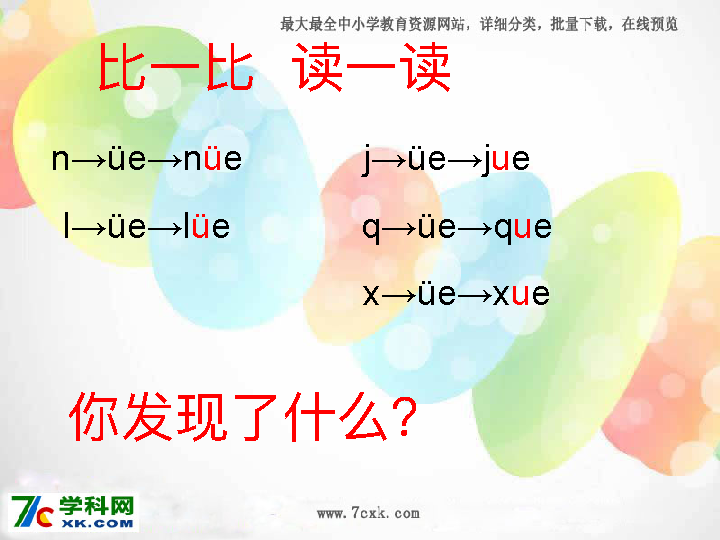 最大最全中小学教育资源网站，详细分类，批量下载，在线预览
比一比 读一读
n→üe→nüe
l→üe→lüe
j→üe→jue
q→üe→que
x→üe→xue
你发现了什么？
7C学科网
XK.COM
www.7cxk.com